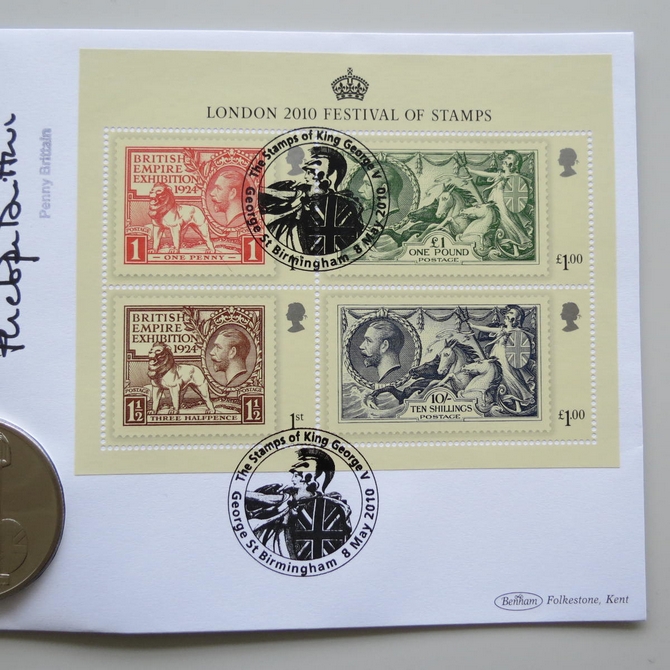 LONDON 2010 FESTIVAL OF STAMPS
BRITISH
EMPIRE
EXHIBITION
1924
POSTAGE
1 ONE PENNY 1
The Stamps of King George V
George St Birmingham 8 May 2010
£1
ONE POUND
POSTAGE
£1.00
BRITISH
EMPIRE
EXHIBITION
1924
POSTAGE
POSTAGE
1½ THREE HALFPENCE 1½
1st
10/-
TEN SHILLINGS
POSTAGE
£1.00
The Stamps of King George V
George St Birmingham 8 May 2010
Penny Brittain
Benham Folkestone, Kent